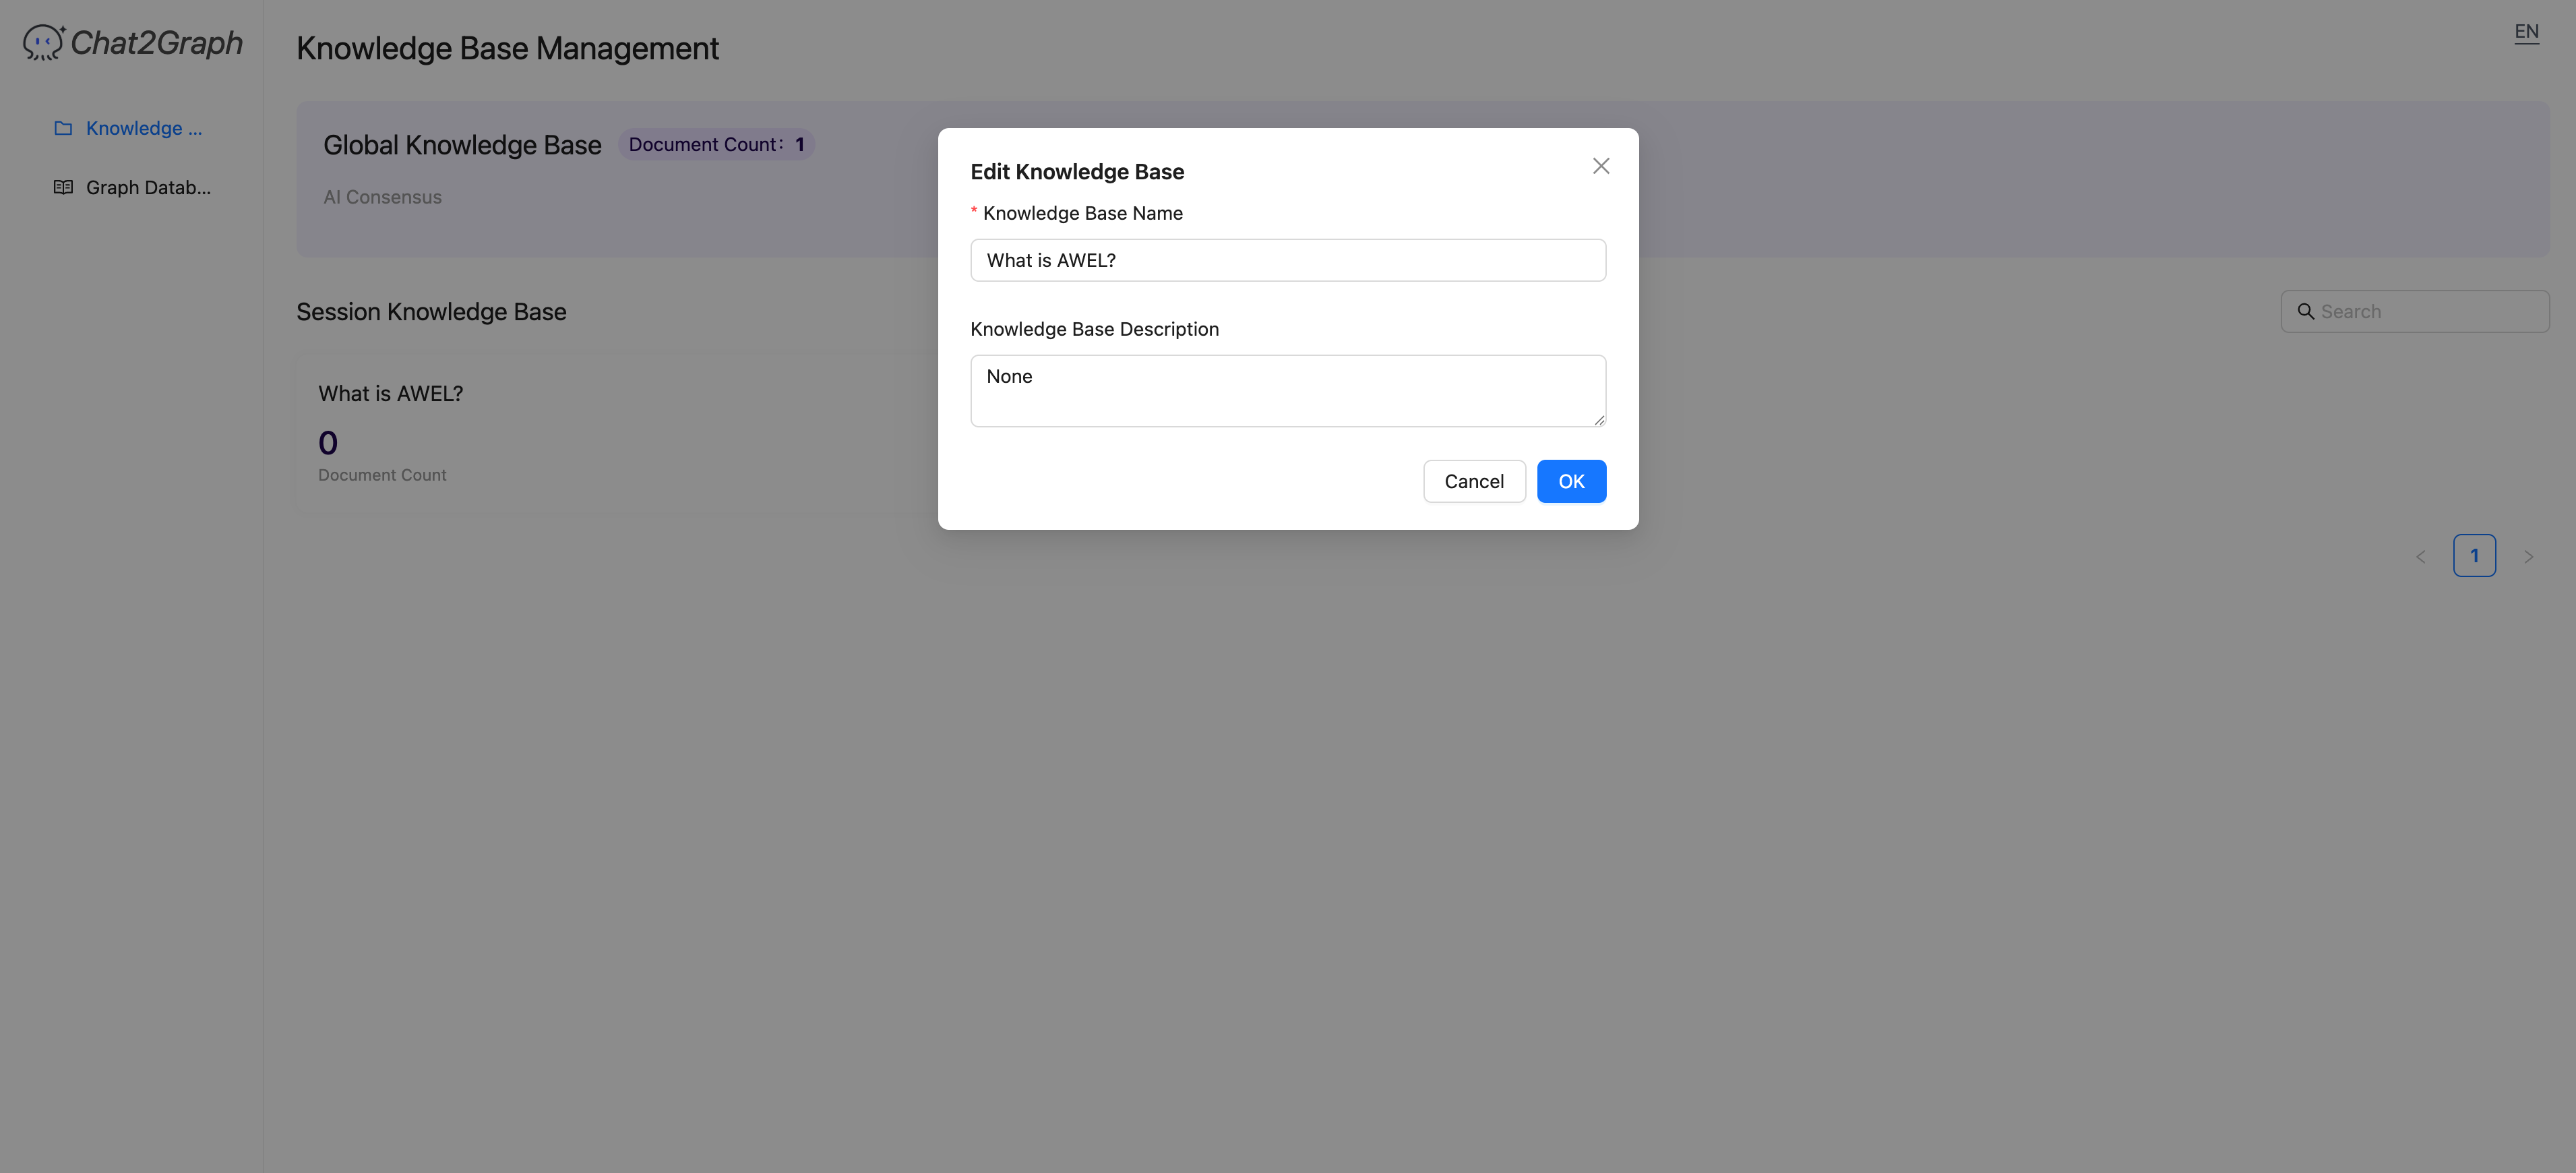 Chat2Graph
Knowledge ...
Graph Datab...
Knowledge Base Management
EN
Global Knowledge Base
Document Count: 1
AI Consensus
Session Knowledge Base
Search
What is AWEL?
0
Document Count
1
Edit Knowledge Base
* Knowledge Base Name
What is AWEL?
Knowledge Base Description
None
Cancel
OK